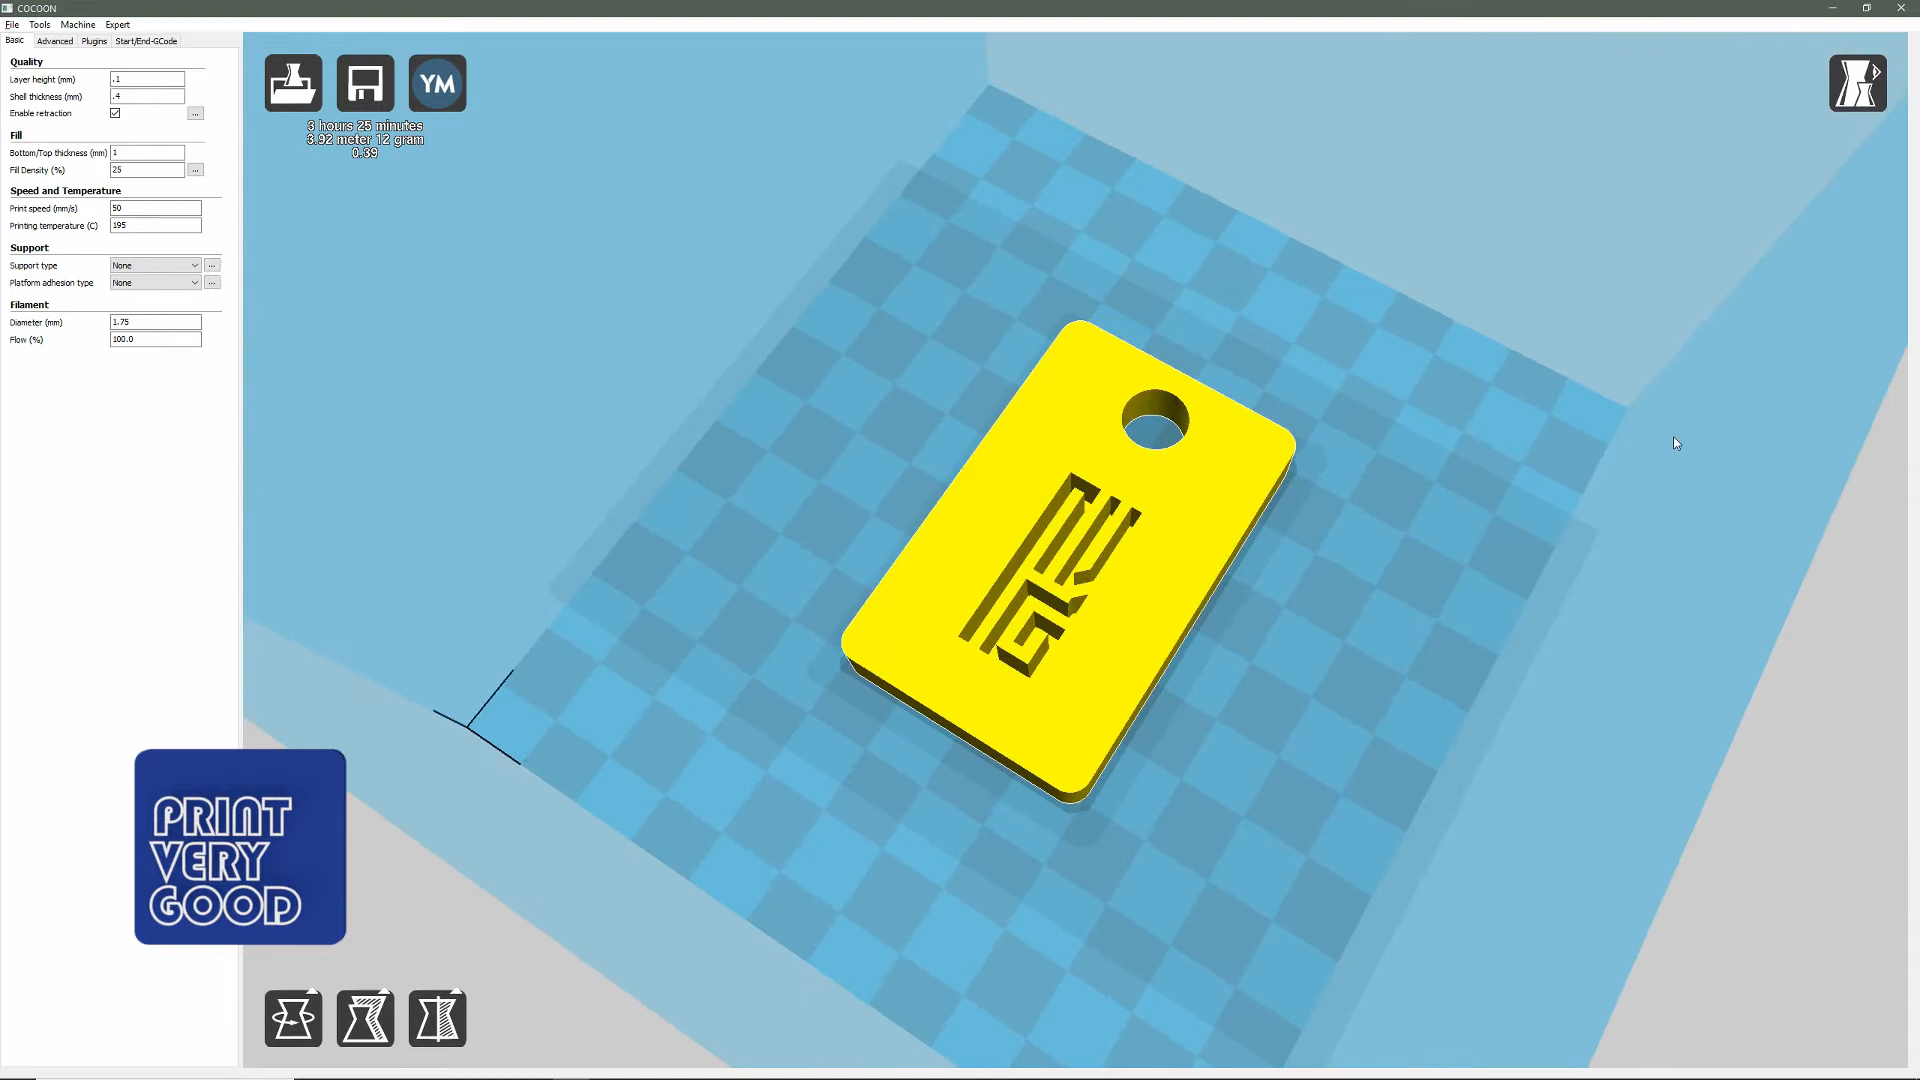 COCOON
File Tools Machine Expert
Basic Advanced Plugins Start/End-GCode
Quality
Layer height (mm) .1
Shell thickness (mm) .4
Enable retraction ...
Fill
Bottom/Top thickness (mm) 1
Fill Density (%) 25 ...
Speed and Temperature
Print speed (mm/s) 50
Printing temperature (C) 195
Support
Support type None ...
Platform adhesion type None ...
Filament
Diameter (mm) 1.75
Flow (%) 100.0
YM
3 hours 25 minutes
3.92 meter 12 gram
0.39
PRINT
VERY
GOOD